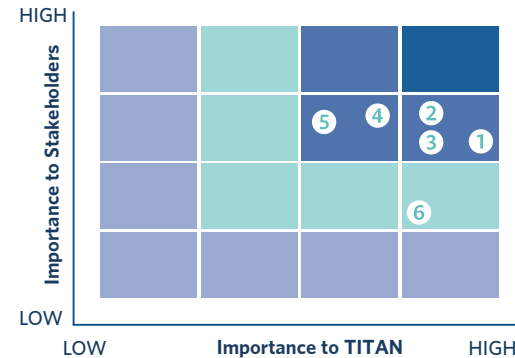 HIGH
Importance to Stakeholders
2
4
5
3
1
6
LOW
LOW
Importance to TITAN
HIGH